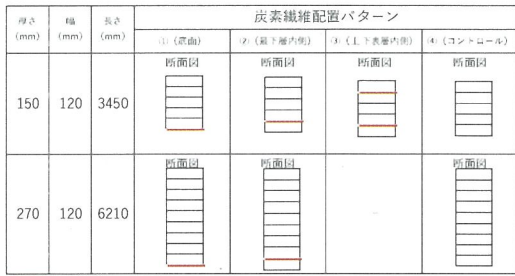 炭素繊維配置パターン
厚さ 幅 長さ
(mm) (mm) (mm)
①(底面) ②(最下層内側) ③(上下表層内側) ④(コントロール)
断面図 断面図 断面図 断面図
150 120 3450
断面図 断面図 - 断面図
270 120 6210